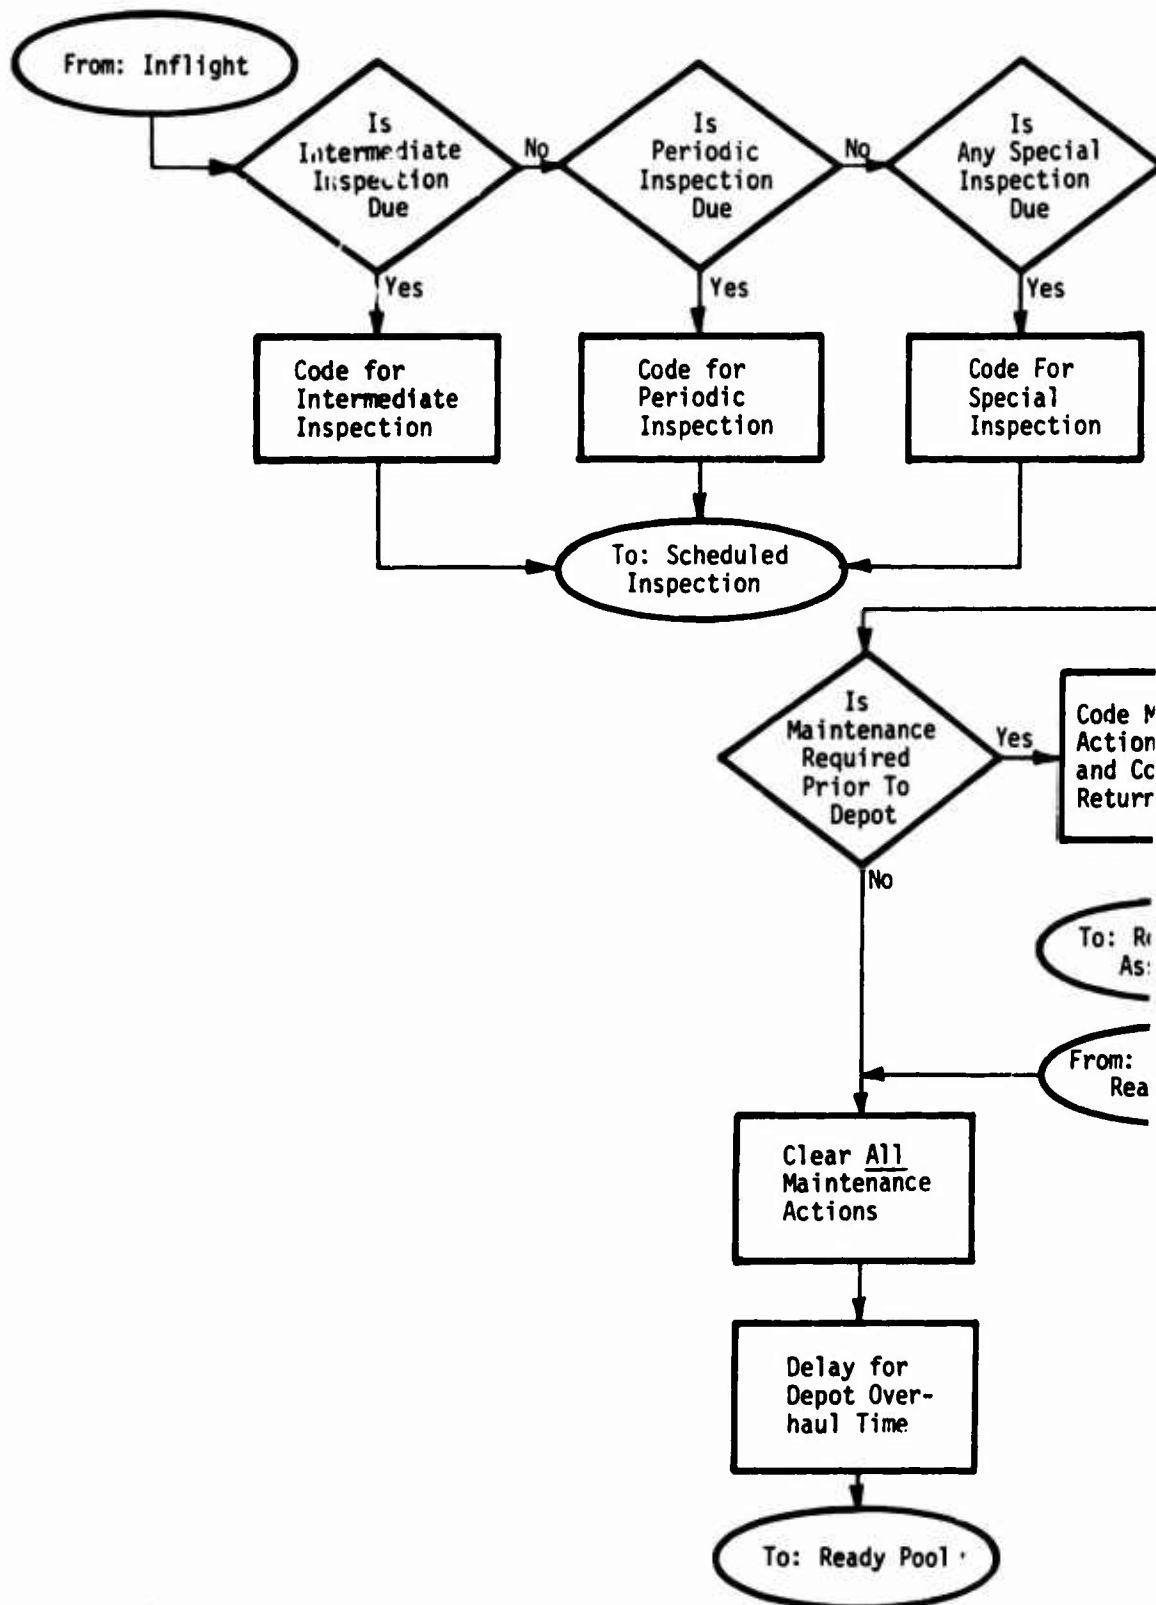 From: Inflight
Is
Intermediate
Inspection
Due
No
Is
Periodic
Inspection
Due
No
Is
Any Special
Inspection
Due
Yes
Yes
Yes
Code for
Intermediate
Inspection
Code for
Periodic
Inspection
Code For
Special
Inspection
To: Scheduled
Inspection
Is
Maintenance
Required
Prior To
Depot
Yes
Code
Action
and
No
To:
From:
Clear All
Maintenance
Actions
Delay for
Depot Over-
haul Time
To: Ready Pool